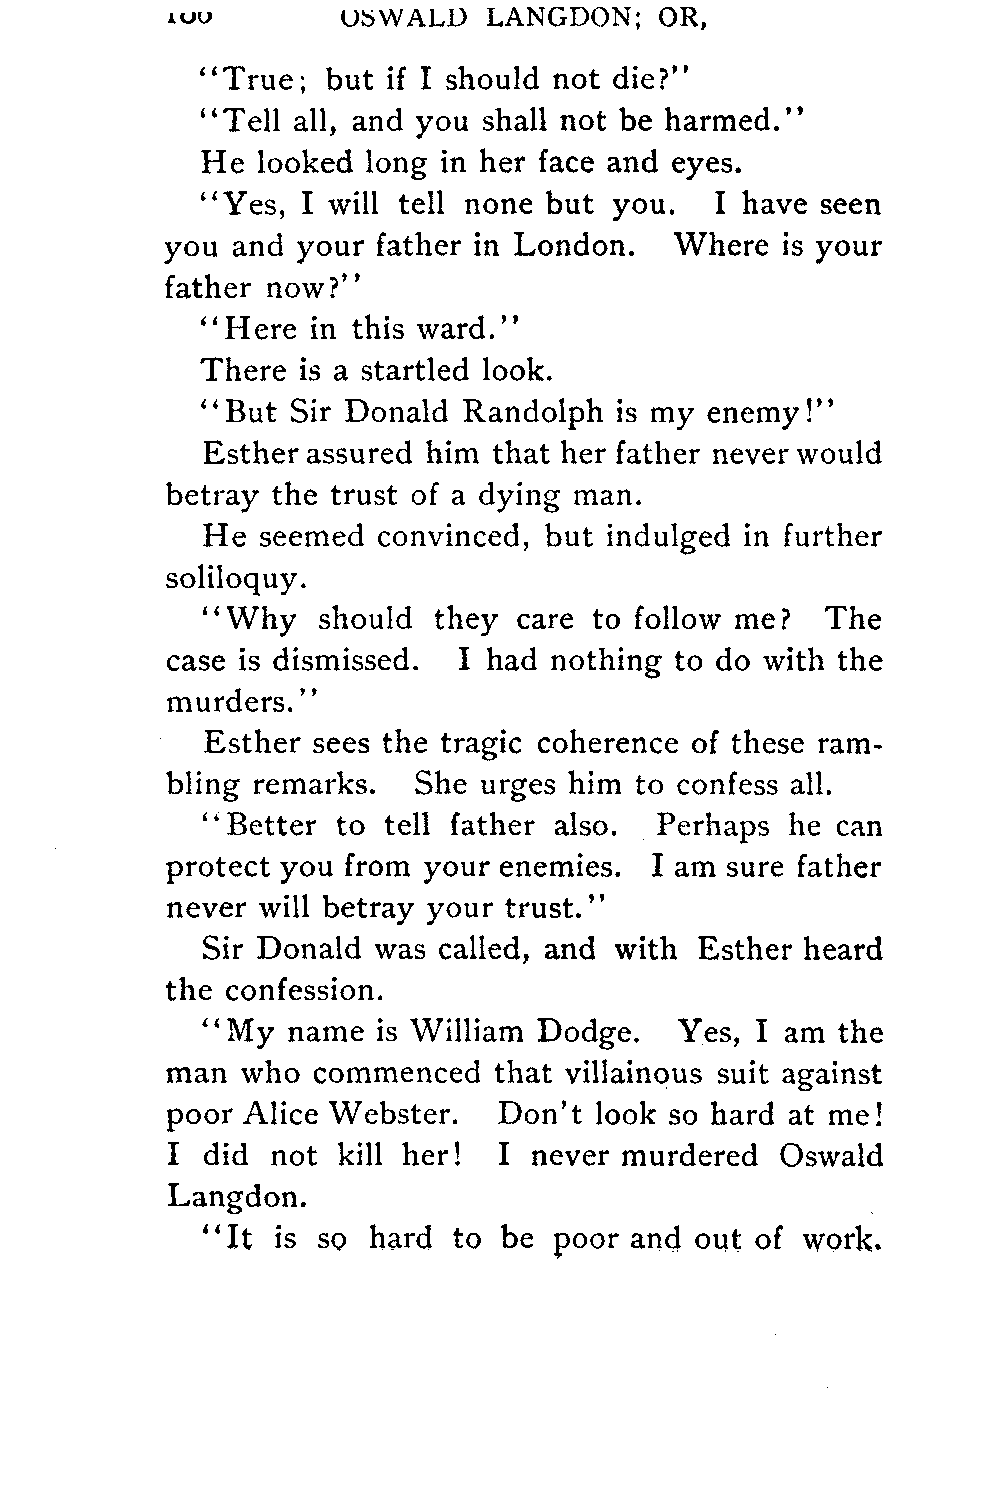 OSWALD LANGDON; OR,
"True; but if I should not die?"
"Tell all, and you shall not be harmed."
He looked long in her face and eyes.
"Yes, I will tell none but you. I have seen
you and your father in London. Where is your
father now?"
"Here in this ward."
There is a startled look.
"But Sir Donald Randolph is my enemy!"
Esther assured him that her father never would
betray the trust of a dying man.
He seemed convinced, but indulged in further
soliloquy.
"Why should they care to follow me? The
case is dismissed. I had nothing to do with the
murders."
Esther sees the tragic coherence of these ram-
bling remarks. She urges him to confess all.
"Better to tell father also. Perhaps he can
protect you from your enemies. I am sure father
never will betray your trust."
Sir Donald was called, and with Esther heard
the confession.
"My name is William Dodge. Yes, I am the
man who commenced that villainous suit against
poor Alice Webster. Don't look so hard at me!
I did not kill her! I never murdered Oswald
Langdon.
"It is so hard to be poor and out of work.